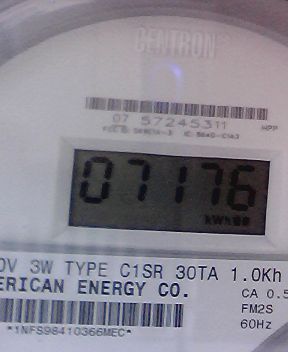 CENTRON
07 57245311
07176
kWh
0V 3W TYPE C1SR 30TA 1.0Kh
ERICAN ENERGY CO.
CA 0.5
FM2S
60Hz
*1NFS98410366MEC*